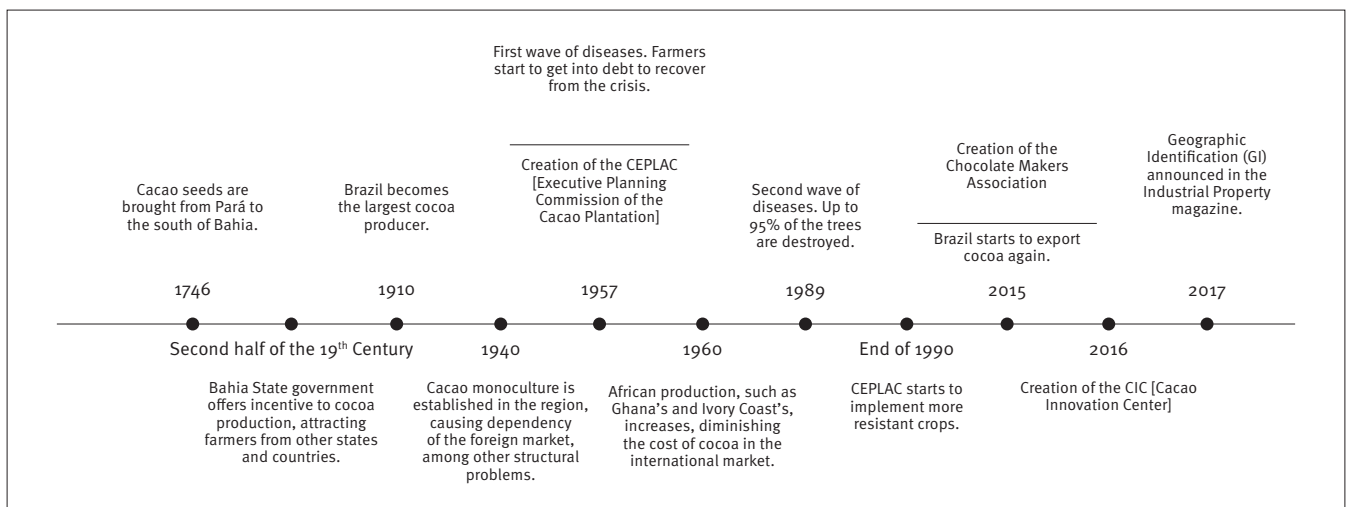 First wave of diseases. Farmers
start to get into debt to recover
from the crisis.
Cacao seeds are
brought from Pará to
the south of Bahia.
1746
Second half of the 19th Century
Bahia State government
offers incentive to cocoa
production, attracting
farmers from other states
and countries.
Brazil becomes
the largest cocoa
producer.
1910
1940
Cacao monoculture is
established in the region,
causing dependency
of the foreign market,
among other structural
problems.
Creation of the CEPLAC
[Executive Planning
Commission of the
Cacao Plantation]
1957
1960
African production, such as
Ghana's and Ivory Coast's,
increases, diminishing
the cost of cocoa in the
international market.
Second wave of
diseases. Up to
95% of the trees
are destroyed.
1989
End of 1990
CEPLAC starts to
implement more
resistant crops.
Creation of the
Chocolate Makers
Association
Brazil starts to export
cocoa again.
2015
2016
Creation of the CIC [Cacao
Innovation Center]
Geographic
Identification (GI)
announced in the
Industrial Property
magazine.
2017